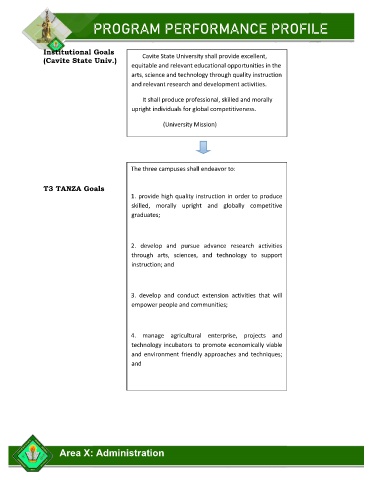 PROGRAM PERFORMANCE PROFILE
Institutional Goals
(Cavite State Univ.)
Cavite State University shall provide excellent,
equitable and relevant educational opportunities in the
arts, science and technology through quality instruction
and relevant research and development activities.
It shall produce professional, skilled and morally
upright individuals for global competitiveness.
(University Mission)
The three campuses shall endeavor to:
T3 TANZA Goals
1. provide high quality instruction in order to produce
skilled, morally upright and globally competitive
graduates;
2. develop and pursue advance research activities
through arts, sciences, and technology to support
instruction; and
3. develop and conduct extension activities that will
empower people and communities;
4. manage agricultural enterprise, projects and
technology incubators to promote economically viable
and environment friendly approaches and techniques;
and
Area X: Administration